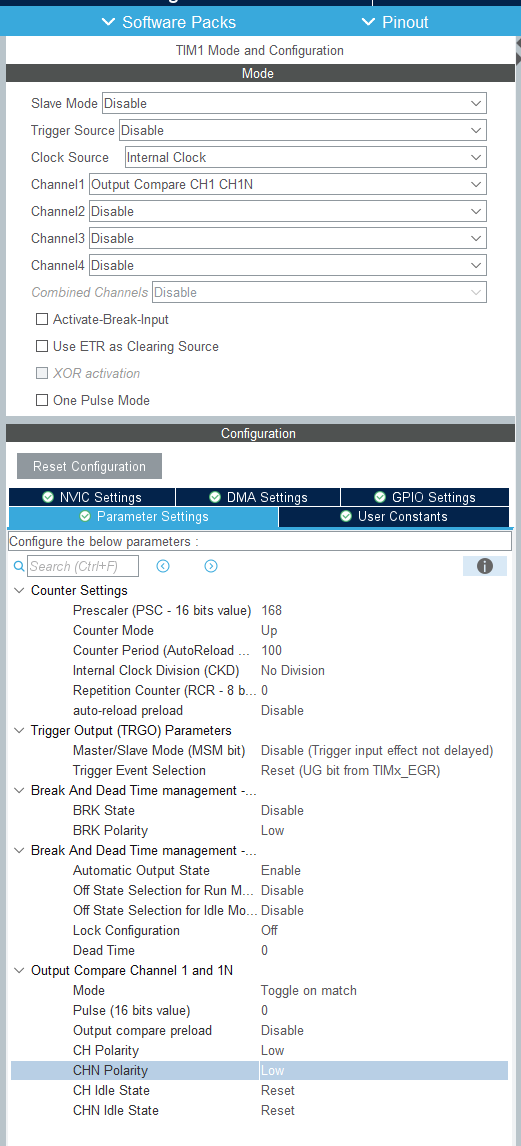 Software Packs
Pinout
TIM1 Mode and Configuration
Mode
Slave Mode Disable
Trigger Source Disable
Clock Source Internal Clock
Channel1 Output Compare CH1 CH1N
Channel2 Disable
Channel3 Disable
Channel4 Disable
Combined Channels Disable
Activate-Break-Input
Use ETR as Clearing Source
XOR activation
One Pulse Mode
Configuration
Reset Configuration
NVIC Settings
DMA Settings
GPIO Settings
Parameter Settings
User Constants
Configure the below parameters :
Search (Ctrl+F)
Counter Settings
Prescaler (PSC - 16 bits value) 168
Counter Mode Up
Counter Period (AutoReload ... 100
Internal Clock Division (CKD) No Division
Repetition Counter (RCR - 8 b... 0
auto-reload preload Disable
Trigger Output (TRGO) Parameters
Master/Slave Mode (MSM bit) Disable (Trigger input effect not delayed)
Trigger Event Selection Reset (UG bit from TIMx_EGR)
Break And Dead Time management -...
BRK State Disable
BRK Polarity Low
Break And Dead Time management -...
Automatic Output State Enable
Off State Selection for Run M... Disable
Off State Selection for Idle Mo... Disable
Lock Configuration Off
Dead Time 0
Output Compare Channel 1 and 1N
Mode Toggle on match
Pulse (16 bits value) 0
Output compare preload Disable
CH Polarity Low
CHN Polarity Low
CH Idle State Reset
CHN Idle State Reset